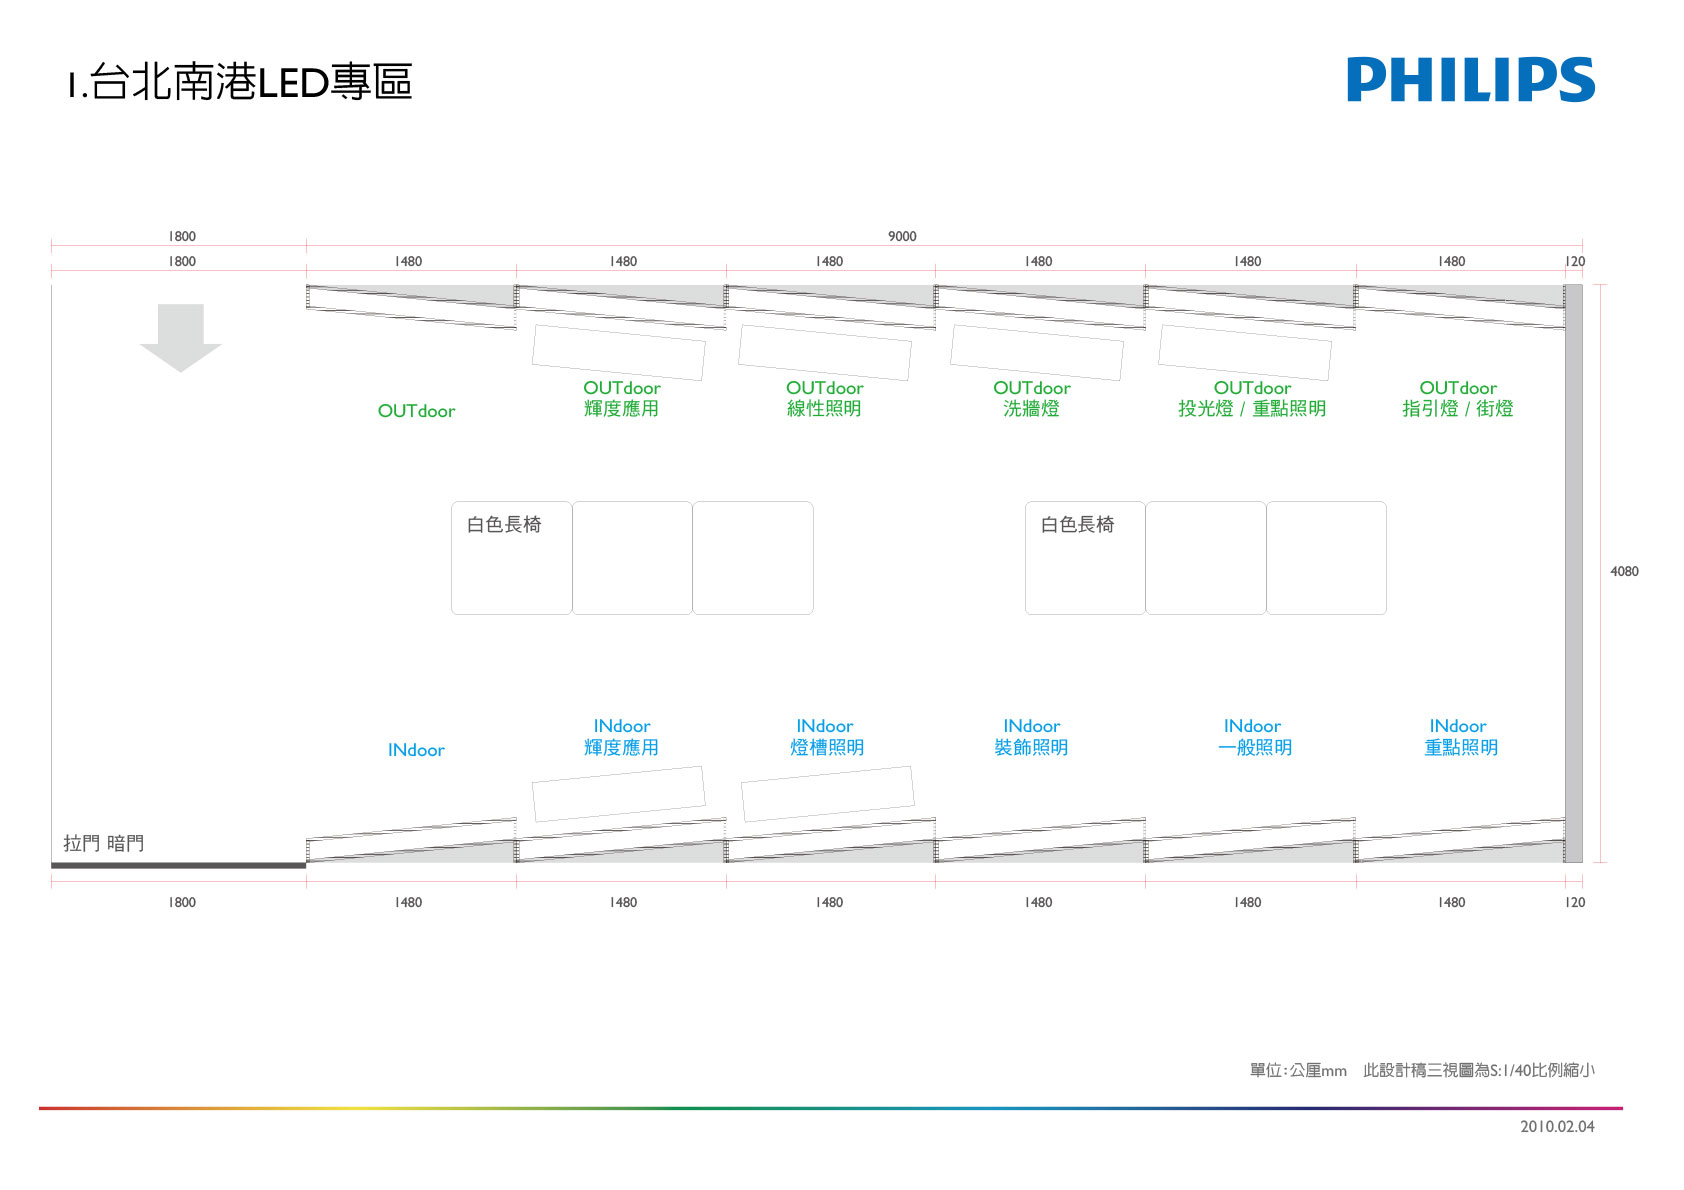 1.台北南港LED專區
PHILIPS
1800 9000
1800 1480 1480 1480 1480 1480 1480 120
OUTdoor
OUTdoor
輝度應用
OUTdoor
線性照明
OUTdoor
洗牆燈
OUTdoor
投光燈 / 重點照明
OUTdoor
指引燈 / 街燈
白色長椅
白色長椅
4080
INdoor
INdoor
輝度應用
INdoor
燈槽照明
INdoor
裝飾照明
INdoor
一般照明
INdoor
重點照明
拉門 暗門
1800 1480 1480 1480 1480 1480 1480 120
單位:公厘mm 此設計稿三視圖為S:1/40比例縮小
2010.02.04